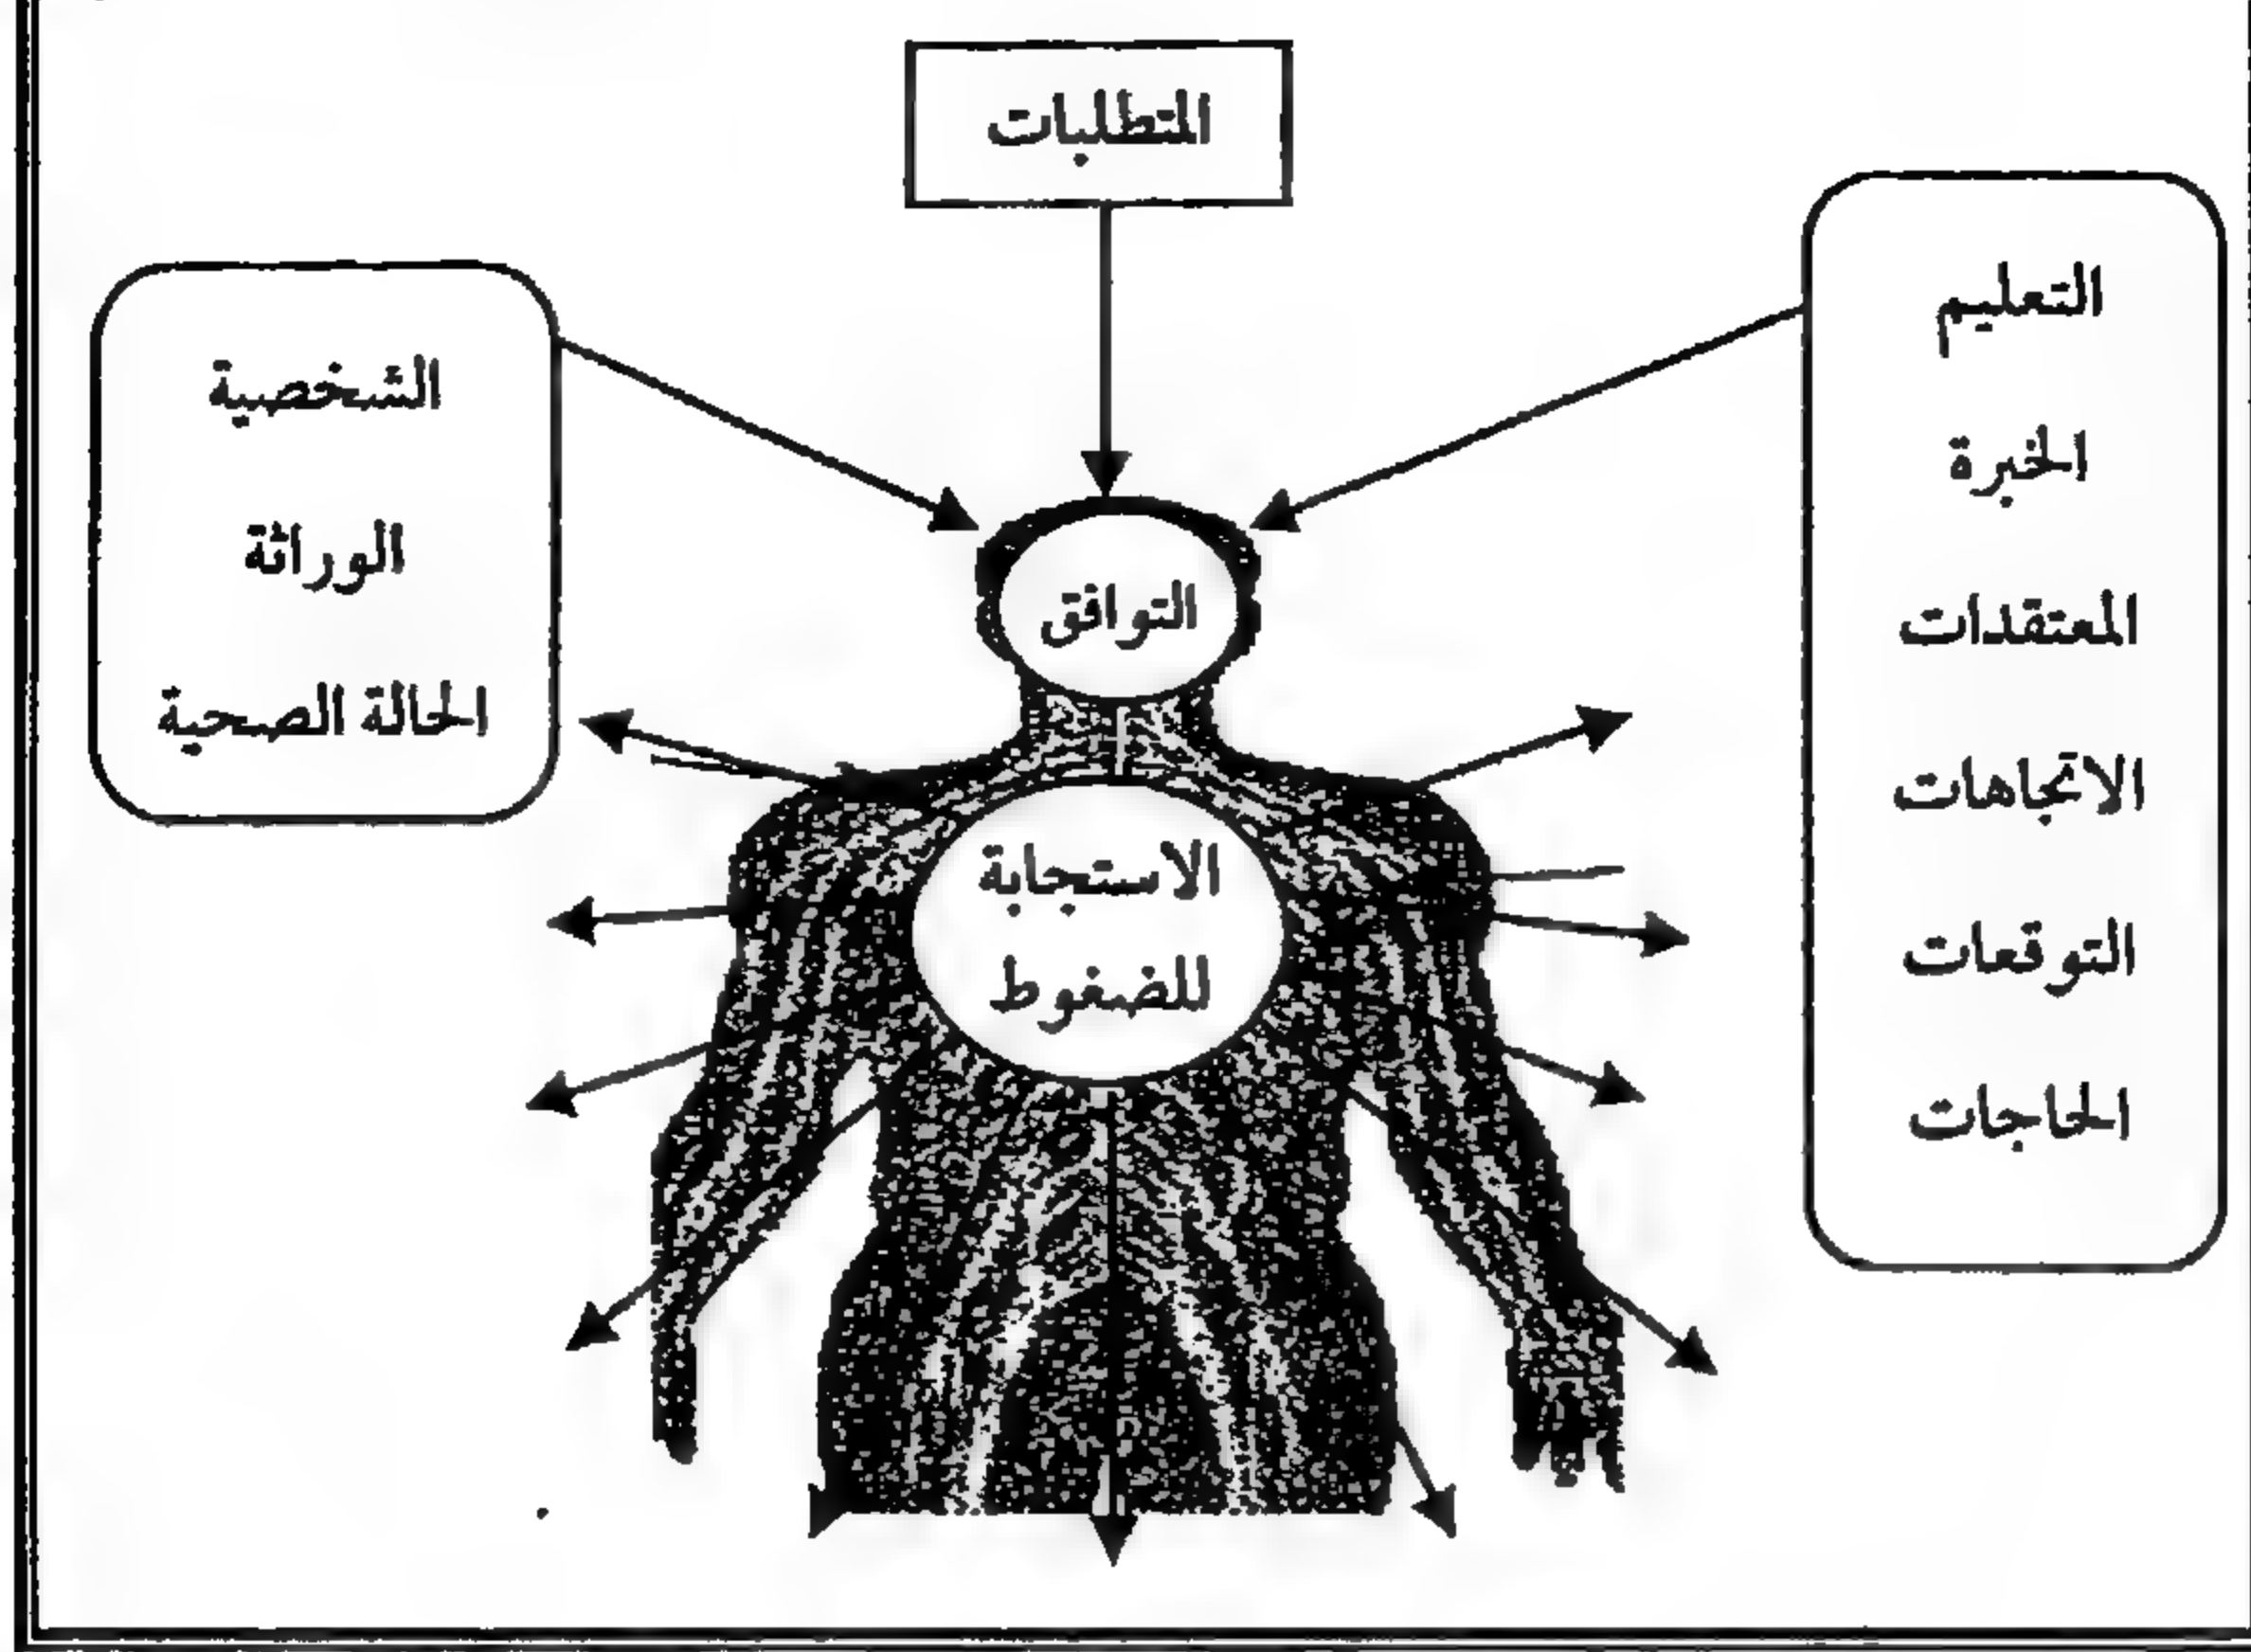 المتطلبات
التعليم
الخبرة
المعتقدات
الاتجاهات
التوقعات
الحاجات
الشخصية
الوراثة
الحالة الصحية
التوافق
الاستجابة
للضغوط